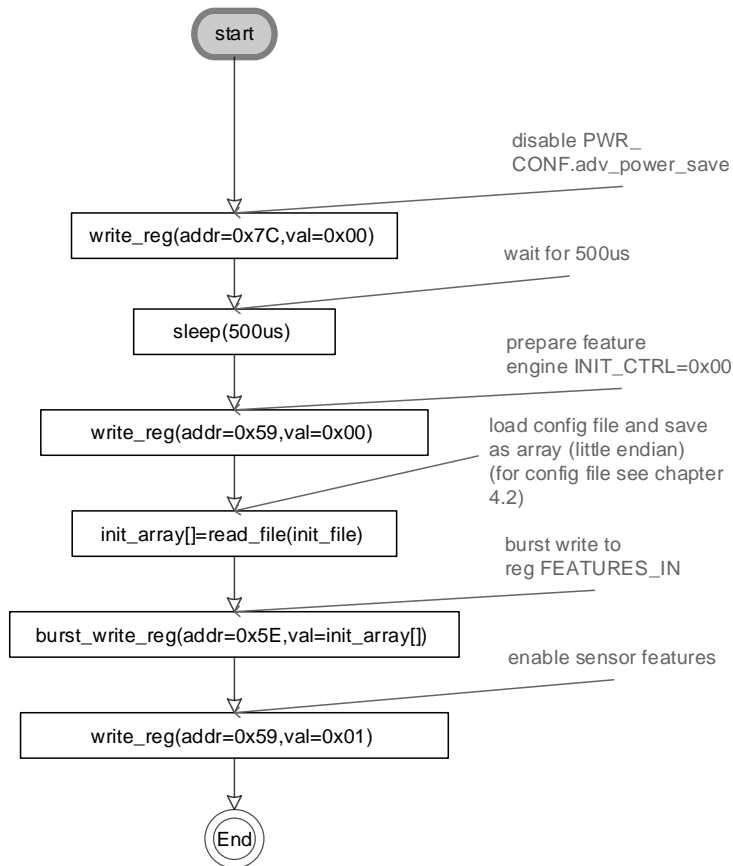 start
disable PWR_
CONF.adv_power_save
write_reg(addr=0x7C,val=0x00)
wait for 500us
sleep(500us)
prepare feature
engine INIT_CTRL=0x00
write_reg(addr=0x59,val=0x00)
load config file and save
as array (little endian)
(for config file see chapter
4.2)
init_array[]=read_file(init_file)
burst write to
reg FEATURES_IN
burst_write_reg(addr=0x5E,val=init_array[])
enable sensor features
write_reg(addr=0x59,val=0x01)
End